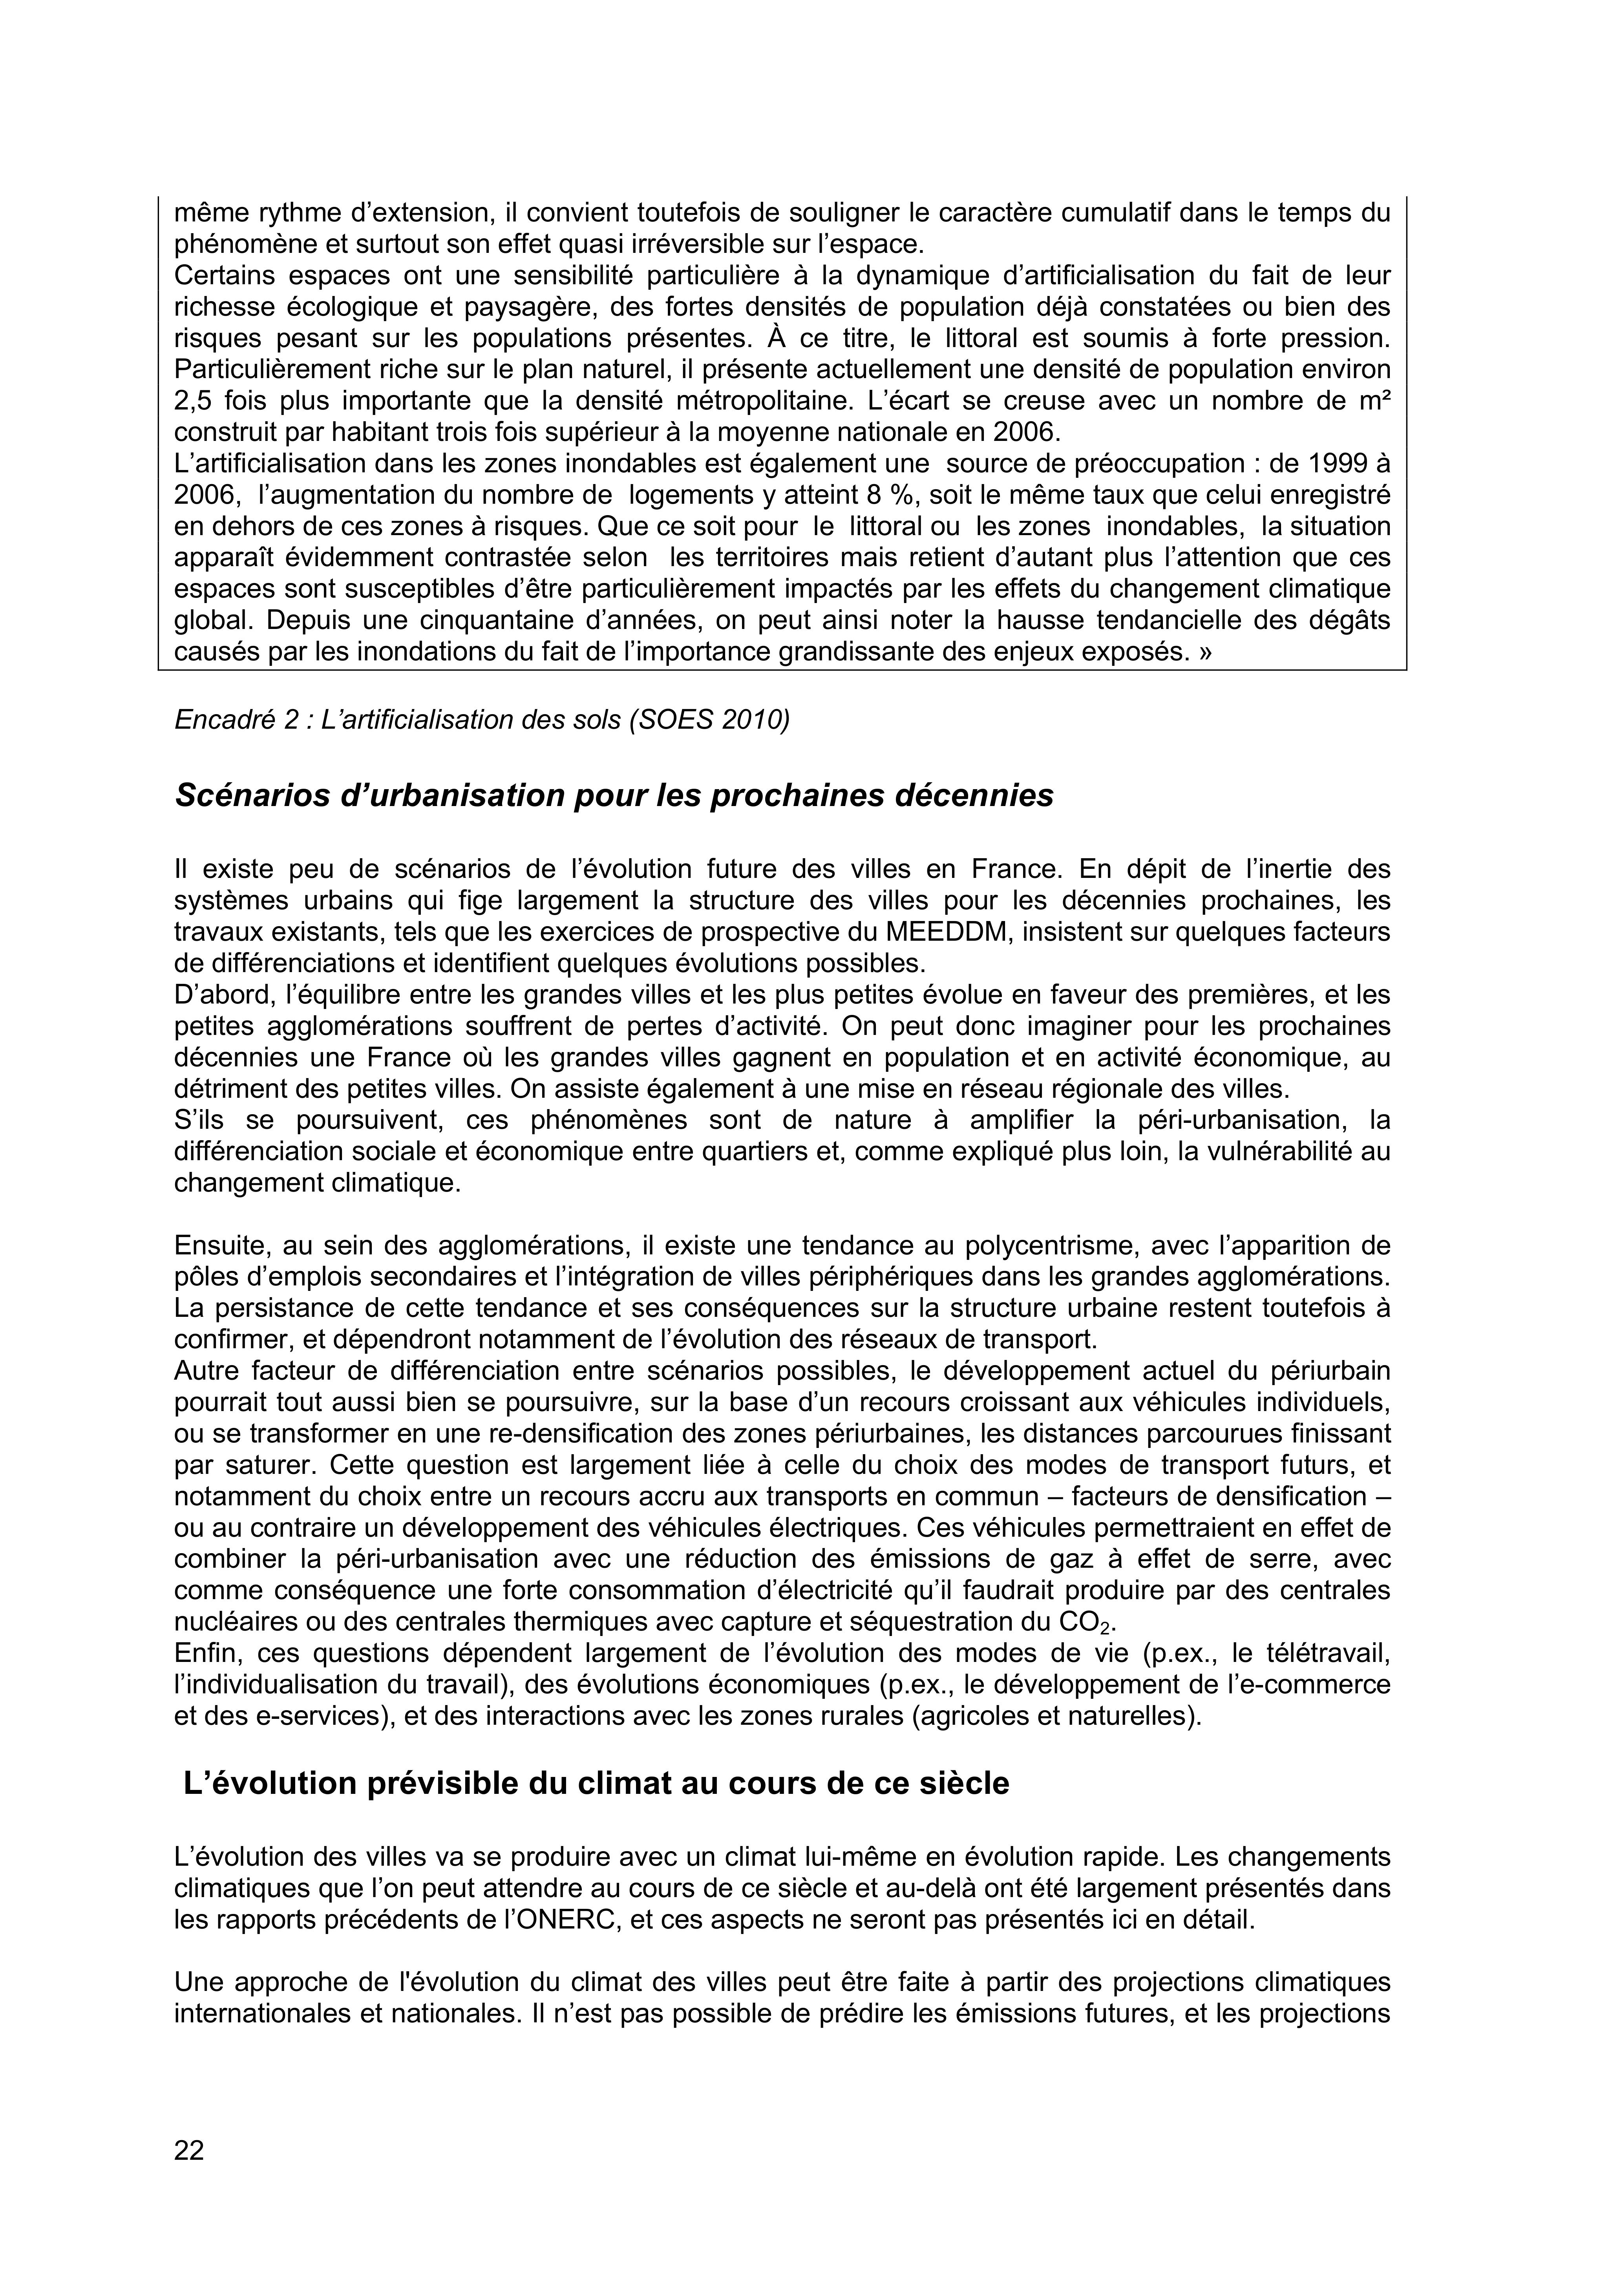 même rythme d’extension, il convient toutefois de souligner le caractère cumulatif dans le temps du
phénomène et surtout son effet quasi irréversible sur l’espace.
Certains espaces ont une sensibilité particulière à la dynamique d’artificialisation du fait de leur
richesse écologique et paysagère, des fortes densités de population déjà constatées ou bien des
risques pesant sur les populations présentes. À ce titre, le littoral est soumis à forte pression.
Particulièrement riche sur le plan naturel, il présente actuellement une densité de population environ
2,5 fois plus importante que la densité métropolitaine. L’écart se creuse avec un nombre de m²
construit par habitant trois fois supérieur à la moyenne nationale en 2006.
L’artificialisation dans les zones inondables est également une source de préoccupation : de 1999 à
2006, l’augmentation du nombre de logements y atteint 8 %, soit le même taux que celui enregistré
en dehors de ces zones à risques. Que ce soit pour le littoral ou les zones inondables, la situation
apparaît évidemment contrastée selon les territoires mais retient d’autant plus l’attention que ces
espaces sont susceptibles d’être particulièrement impactés par les effets du changement climatique
global. Depuis une cinquantaine d’années, on peut ainsi noter la hausse tendancielle des dégâts
causés par les inondations du fait de l’importance grandissante des enjeux exposés. »
Encadré 2 : L’artificialisation des sols (SOES 2010)
Scénarios d’urbanisation pour les prochaines décennies
Il existe peu de scénarios de l’évolution future des villes en France. En dépit de l’inertie des
systèmes urbains qui fige largement la structure des villes pour les décennies prochaines, les
travaux existants, tels que les exercices de prospective du MEEDDM, insistent sur quelques facteurs
de différenciations et identifient quelques évolutions possibles.
D’abord, l’équilibre entre les grandes villes et les plus petites évolue en faveur des premières, et les
petites agglomérations souffrent de pertes d’activité. On peut donc imaginer pour les prochaines
décennies une France où les grandes villes gagnent en population et en activité économique, au
détriment des petites villes. On assiste également à une mise en réseau régionale des villes.
S’ils se poursuivent, ces phénomènes sont de nature à amplifier la péri-urbanisation, la
différenciation sociale et économique entre quartiers et, comme expliqué plus loin, la vulnérabilité au
changement climatique.
Ensuite, au sein des agglomérations, il existe une tendance au polycentrisme, avec l’apparition de
pôles d’emplois secondaires et l’intégration de villes périphériques dans les grandes agglomérations.
La persistance de cette tendance et ses conséquences sur la structure urbaine restent toutefois à
confirmer, et dépendront notamment de l’évolution des réseaux de transport.
Autre facteur de différenciation entre scénarios possibles, le développement actuel du périurbain
pourrait tout aussi bien se poursuivre, sur la base d’un recours croissant aux véhicules individuels,
ou se transformer en une re-densification des zones périurbaines, les distances parcourues finissant
par saturer. Cette question est largement liée à celle du choix des modes de transport futurs, et
notamment du choix entre un recours accru aux transports en commun – facteurs de densification –
ou au contraire un développement des véhicules électriques. Ces véhicules permettraient en effet de
combiner la péri-urbanisation avec une réduction des émissions de gaz à effet de serre, avec
comme conséquence une forte consommation d’électricité qu’il faudrait produire par des centrales
nucléaires ou des centrales thermiques avec capture et séquestration du CO₂.
Enfin, ces questions dépendent largement de l’évolution des modes de vie (p.ex., le télétravail,
l’individualisation du travail), des évolutions économiques (p.ex., le développement de l’e-commerce
et des e-services), et des interactions avec les zones rurales (agricoles et naturelles).
L’évolution prévisible du climat au cours de ce siècle
L’évolution des villes va se produire avec un climat lui-même en évolution rapide. Les changements
climatiques que l’on peut attendre au cours de ce siècle et au-delà ont été largement présentés dans
les rapports précédents de l’ONERC, et ces aspects ne seront pas présentés ici en détail.
Une approche de l'évolution du climat des villes peut être faite à partir des projections climatiques
internationales et nationales. Il n’est pas possible de prédire les émissions futures, et les projections
22